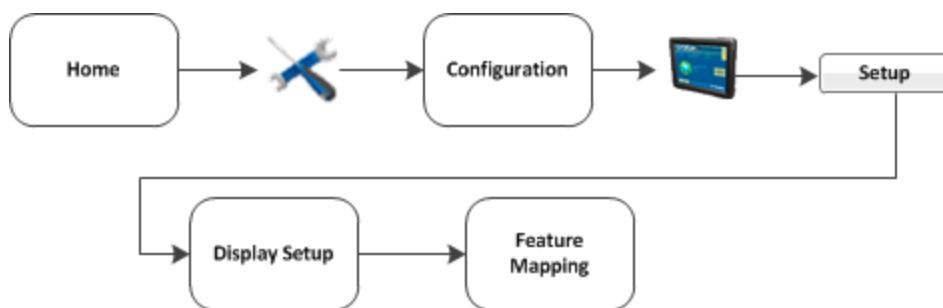 Home
Configuration
Setup
Display Setup
Feature
Mapping